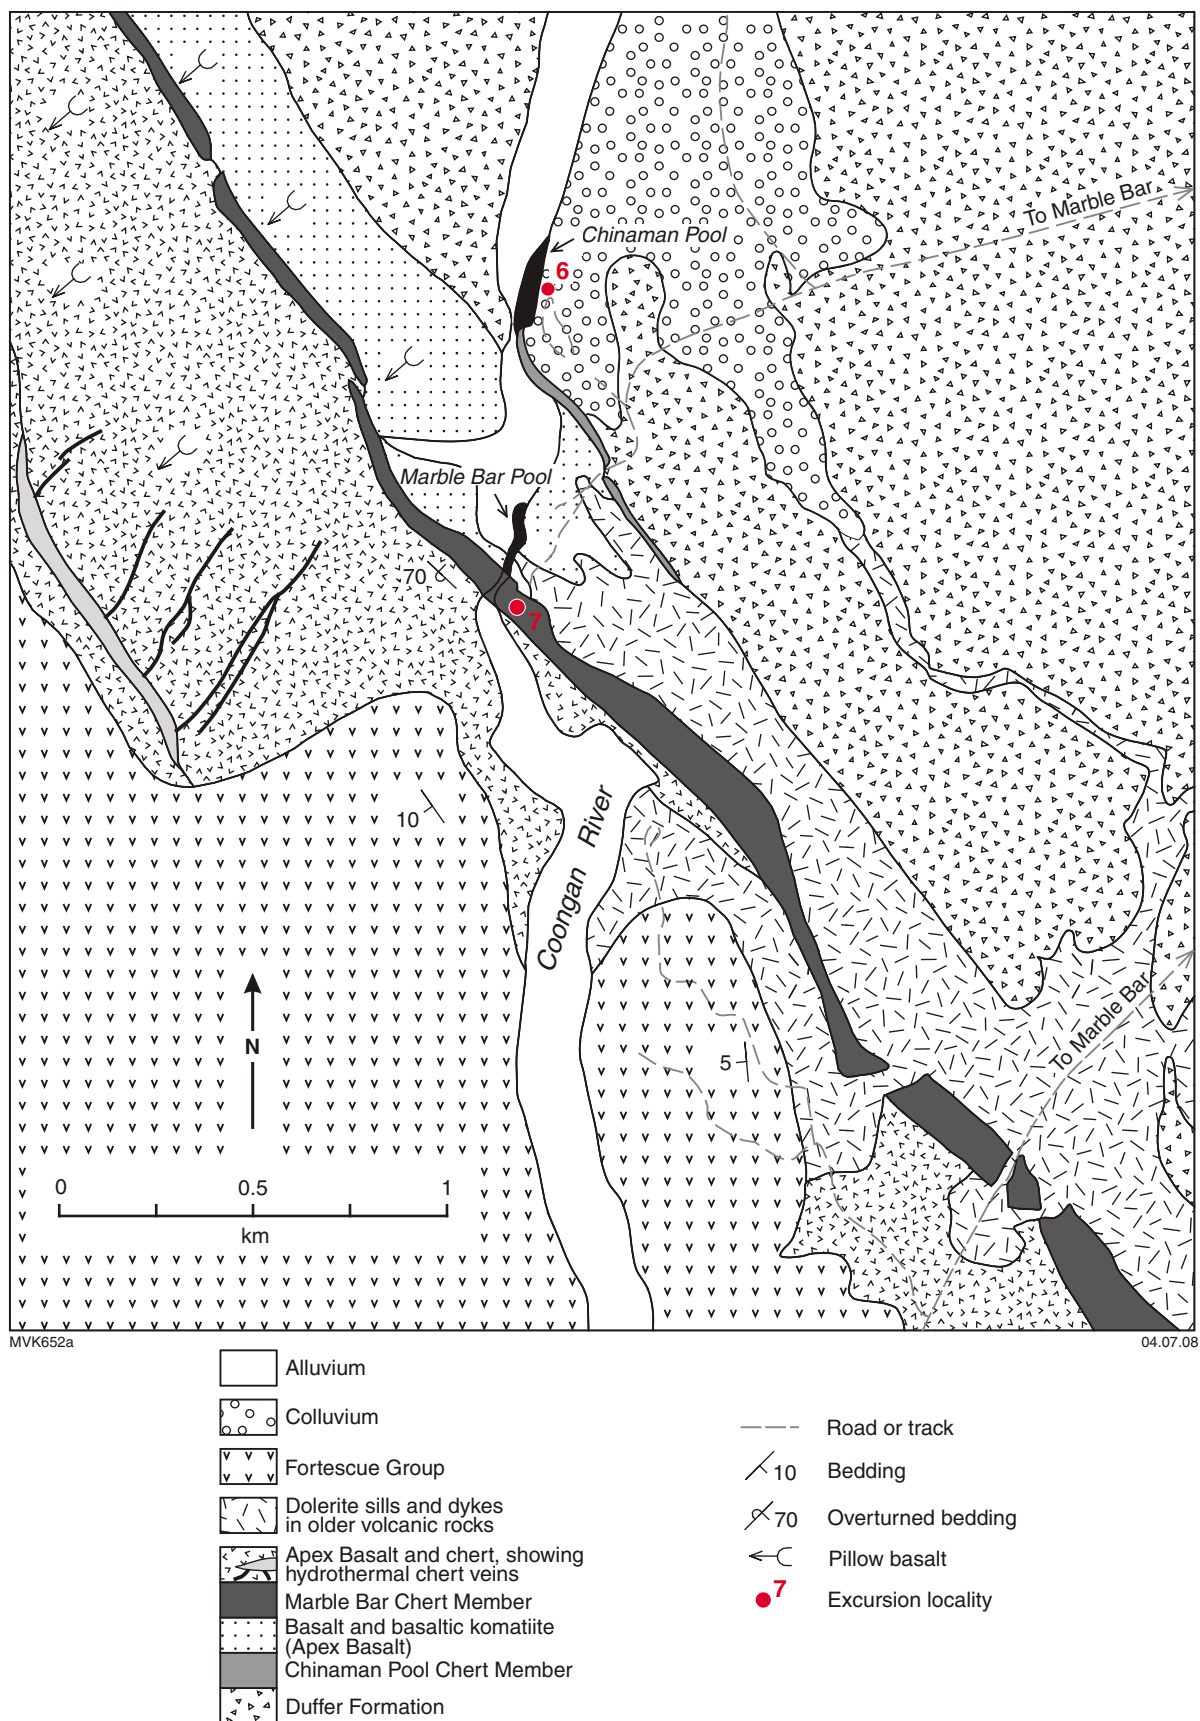 To Marble Bar
Chinaman Pool
6
Marble Bar Pool
70
7
10
Coongan River
N
To Marble Bar
5
0 0.5 1
km
MVK652a
04.07.08
Alluvium
Colluvium
Fortescue Group
Dolerite sills and dykes
in older volcanic rocks
Apex Basalt and chert, showing
hydrothermal chert veins
Marble Bar Chert Member
Basalt and basaltic komatiite
(Apex Basalt)
Chinaman Pool Chert Member
Duffer Formation
Road or track
10 Bedding
70 Overturned bedding
Pillow basalt
7 Excursion locality